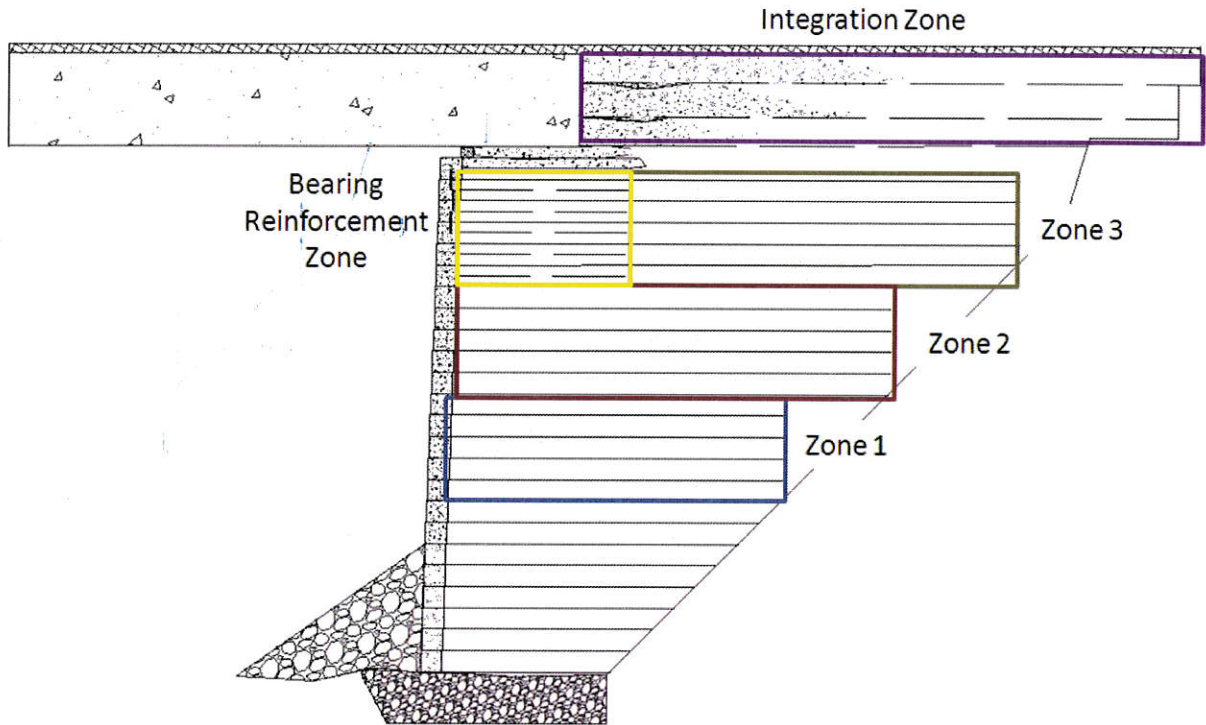 Integration Zone
Bearing
Reinforcement
Zone
Zone 3
Zone 2
Zone 1